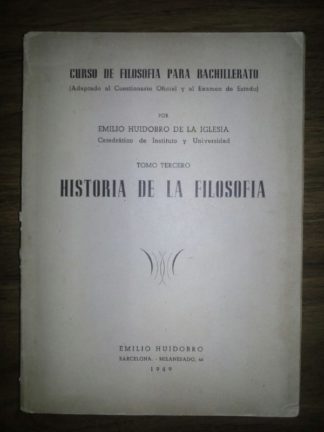 CURSO DE FILOSOFIA PARA BACHILLERATO
(Adaptado al Cuestionario Oficial y al Examen de Estado)
POR
EMILIO HUIDOBRO DE LA IGLESIA
Catedrático de Instituto y Universidad
TOMO TERCERO
HISTORIA DE LA FILOSOFIA
EMILIO HUIDOBRO
BARCELONA. - MILANESADO,
1949